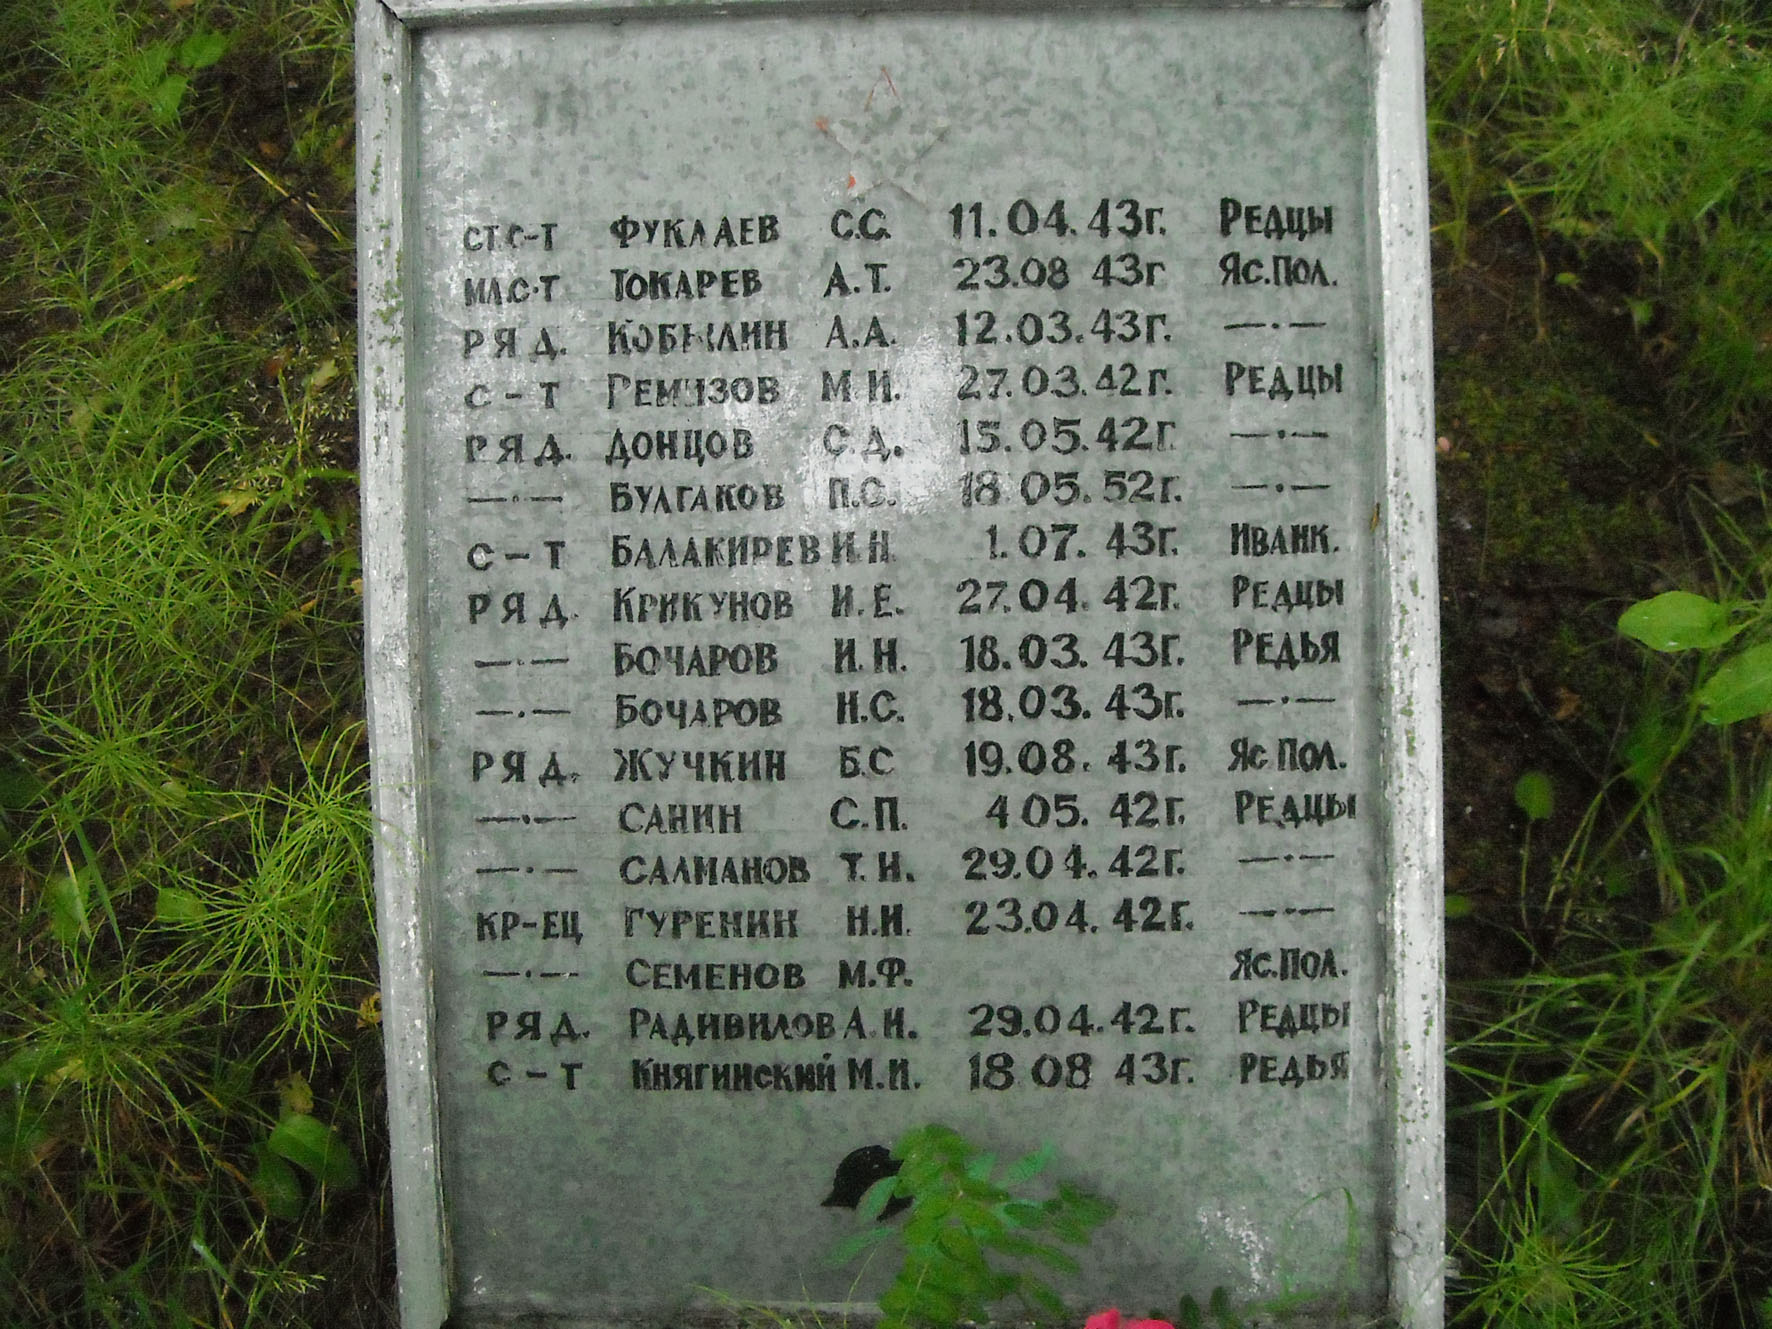 СТ.С-Т ФУКЛАЕВ С.С. 11.04.43г. РЕДЦЫ
МЛ.С-Т ТОКАРЕВ А.Т. 23.08 43г ЯС.ПОЛ.
РЯД. КОБЫЛИН А.А. 12.03.43г. —·—
С-Т РЕМИЗОВ М.И. 27.03.42г. РЕДЦЫ
РЯД. ДОНЦОВ С.Д. 15.05.42г. —·—
—·— БУЛГАКОВ П.С. 18.05.52г. —·—
С-Т БАЛАКИРЕВ И.Н. 1.07.43г. ИВАНК.
РЯД. КРИКУНОВ И.Е. 27.04.42г. РЕДЦЫ
—·— БОЧАРОВ И.Н. 18.03.43г. РЕДЬЯ
—·— БОЧАРОВ Н.С. 18.03.43г. —·—
РЯД. ЖУЧКИН Б.С 19.08.43г. ЯС ПОЛ.
—·— САНИН С.П. 4 05.42г. РЕДЦЫ
—·— САЛМАНОВ Т.И. 29.04.42г. —·—
КР-ЕЦ ГУРЕНИН Н.И. 23.04.42г. —·—
—·— СЕМЕНОВ М.Ф. ЯС.ПОЛ.
РЯД. РАДИВИЛОВ А.И. 29.04.42г. РЕДЦЫ
С-Т КНЯГИНСКИЙ М.И. 18 08 43г. РЕДЬЯ